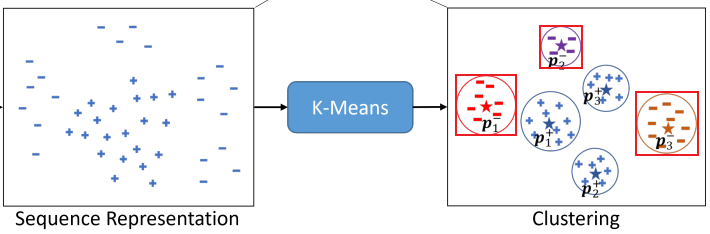 K-Means
p₂⁻
p₃⁺
p₁⁻
p₁⁺
p₃⁻
p₂⁺
Sequence Representation
Clustering